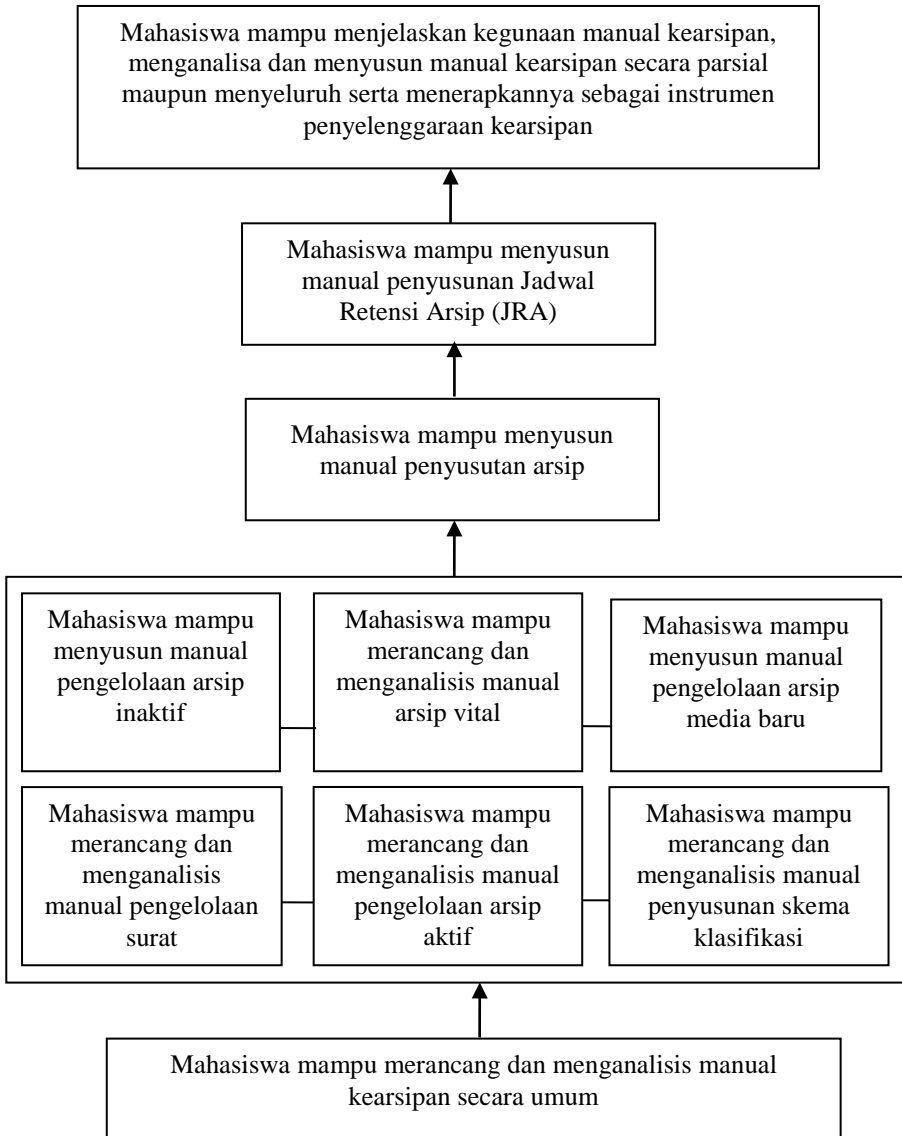 Mahasiswa mampu menjelaskan kegunaan manual kearsipan,
menganalisa dan menyusun manual kearsipan secara parsial
maupun menyeluruh serta menerapkannya sebagai instrumen
penyelenggaraan kearsipan
Mahasiswa mampu menyusun
manual penyusunan Jadwal
Retensi Arsip (JRA)
Mahasiswa mampu menyusun
manual penyusutan arsip
Mahasiswa mampu
menyusun manual
pengelolaan arsip
inaktif
Mahasiswa mampu
merancang dan
menganalisis manual
arsip vital
Mahasiswa mampu
menyusun manual
pengelolaan arsip
media baru
Mahasiswa mampu
merancang dan
menganalisis
manual pengelolaan
surat
Mahasiswa mampu
merancang dan
menganalisis manual
pengelolaan arsip
aktif
Mahasiswa mampu
merancang dan
menganalisis manual
penyusunan skema
klasifikasi
Mahasiswa mampu merancang dan menganalisis manual
kearsipan secara umum